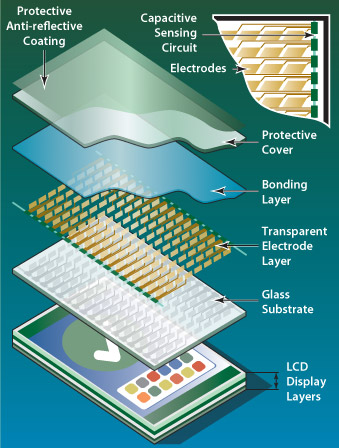 Protective
Anti-reflective
Coating
Capacitive
Sensing
Circuit
Electrodes
Protective
Cover
Bonding
Layer
Transparent
Electrode
Layer
Glass
Substrate
LCD
Display
Layers